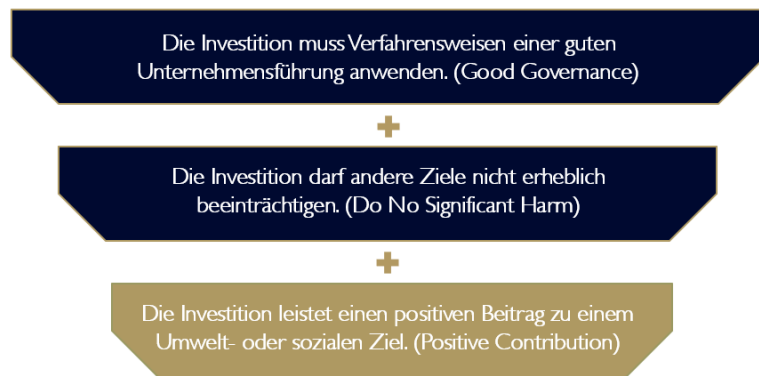 Die Investition muss Verfahrensweisen einer guten
Unternehmensführung anwenden. (Good Governance)
+
Die Investition darf andere Ziele nicht erheblich
beeinträchtigen. (Do No Significant Harm)
+
Die Investition leistet einen positiven Beitrag zu einem
Umwelt- oder sozialen Ziel. (Positive Contribution)